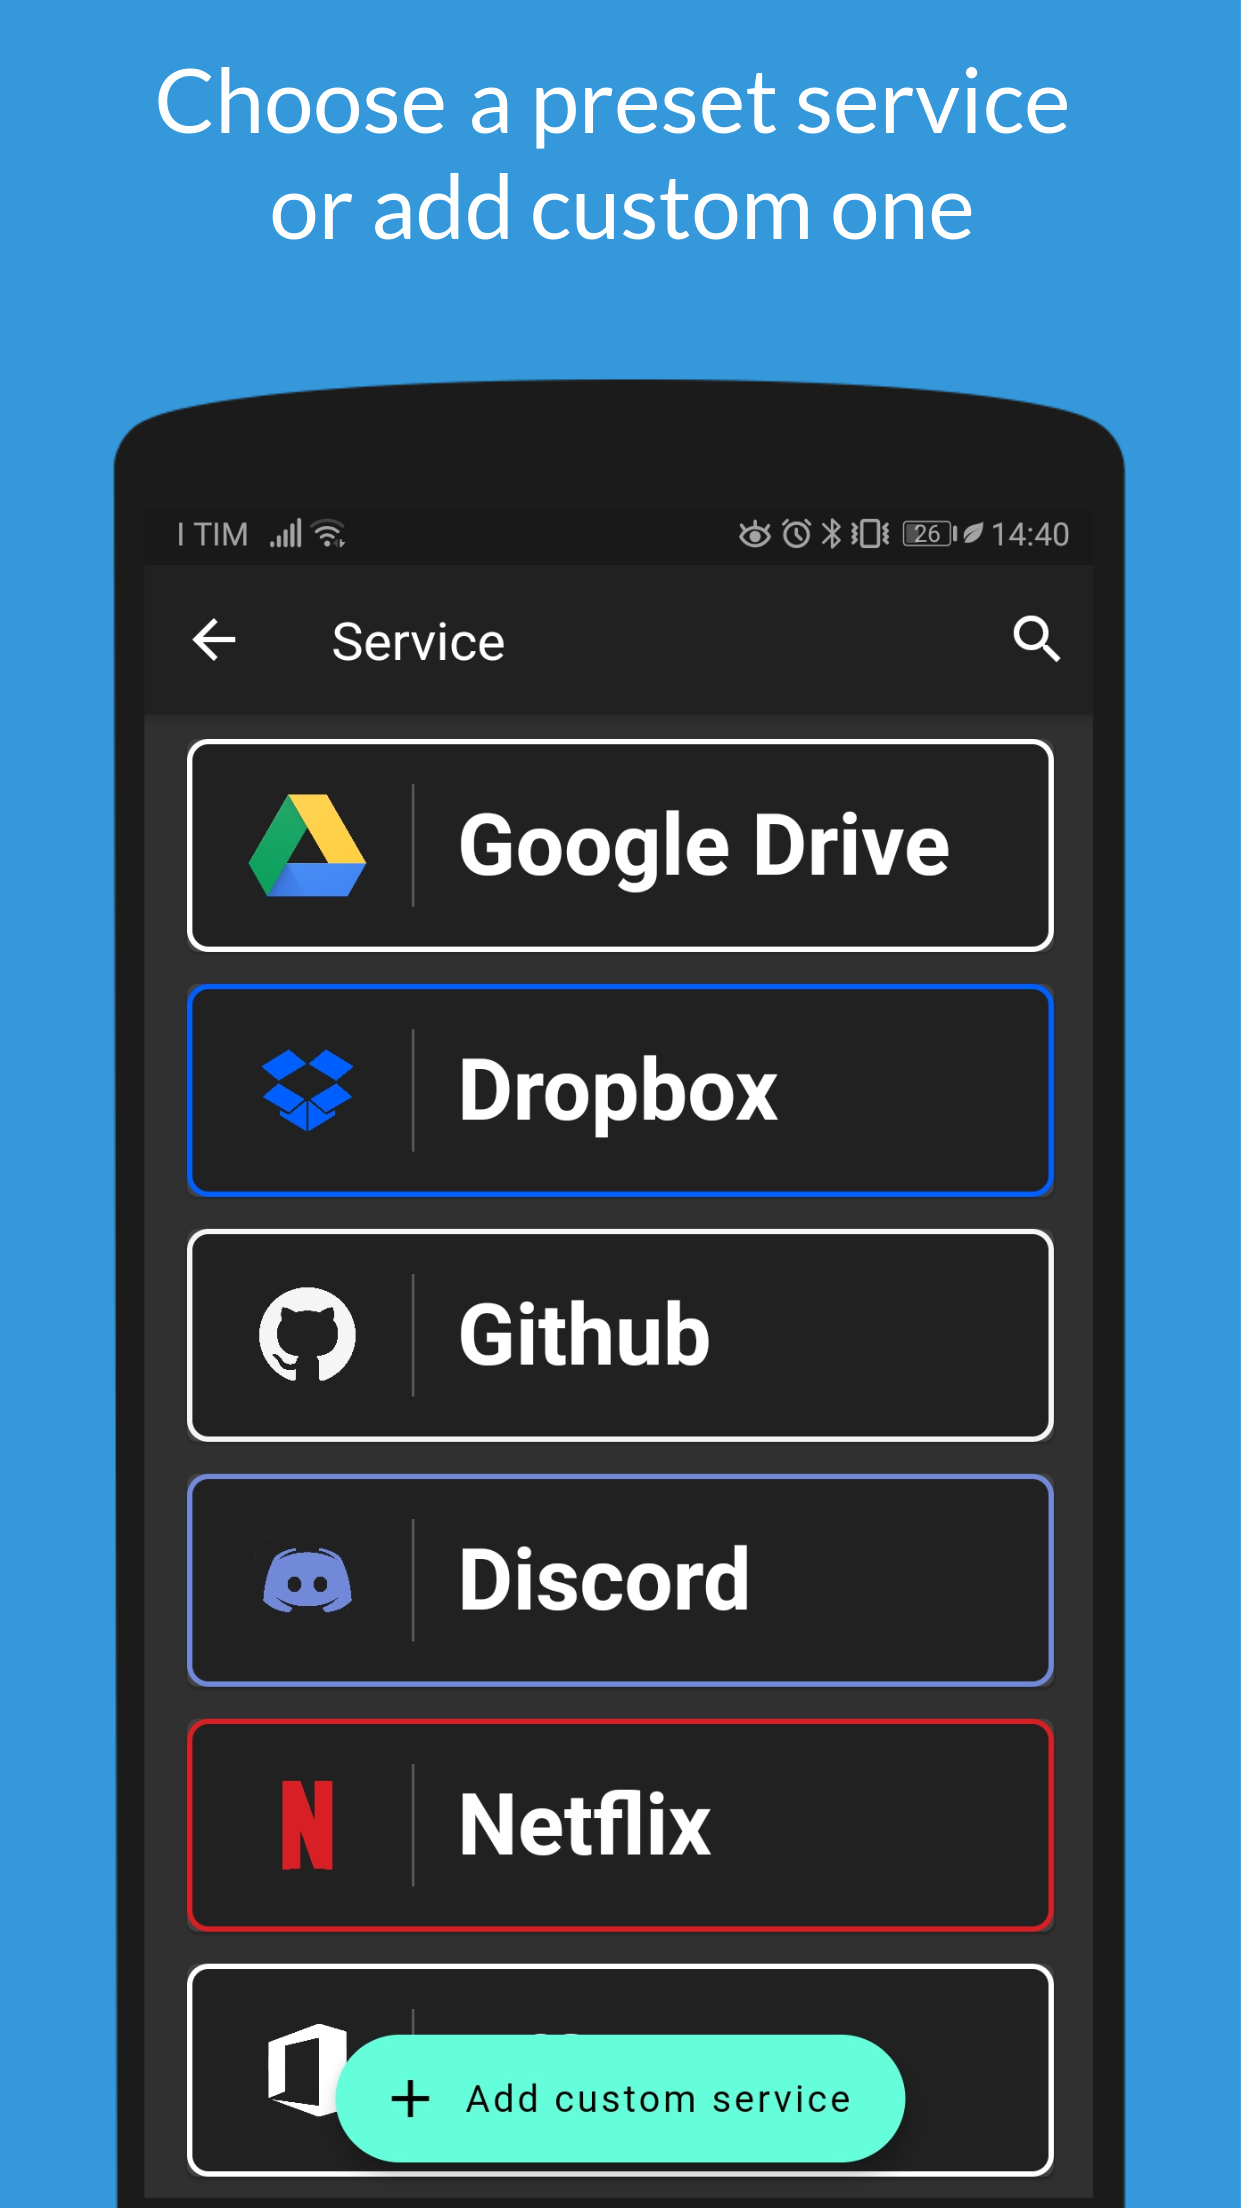 Choose a preset service
or add custom one
I TIM 26 14:40
Service
Google Drive
Dropbox
Github
Discord
Netflix
Add custom service